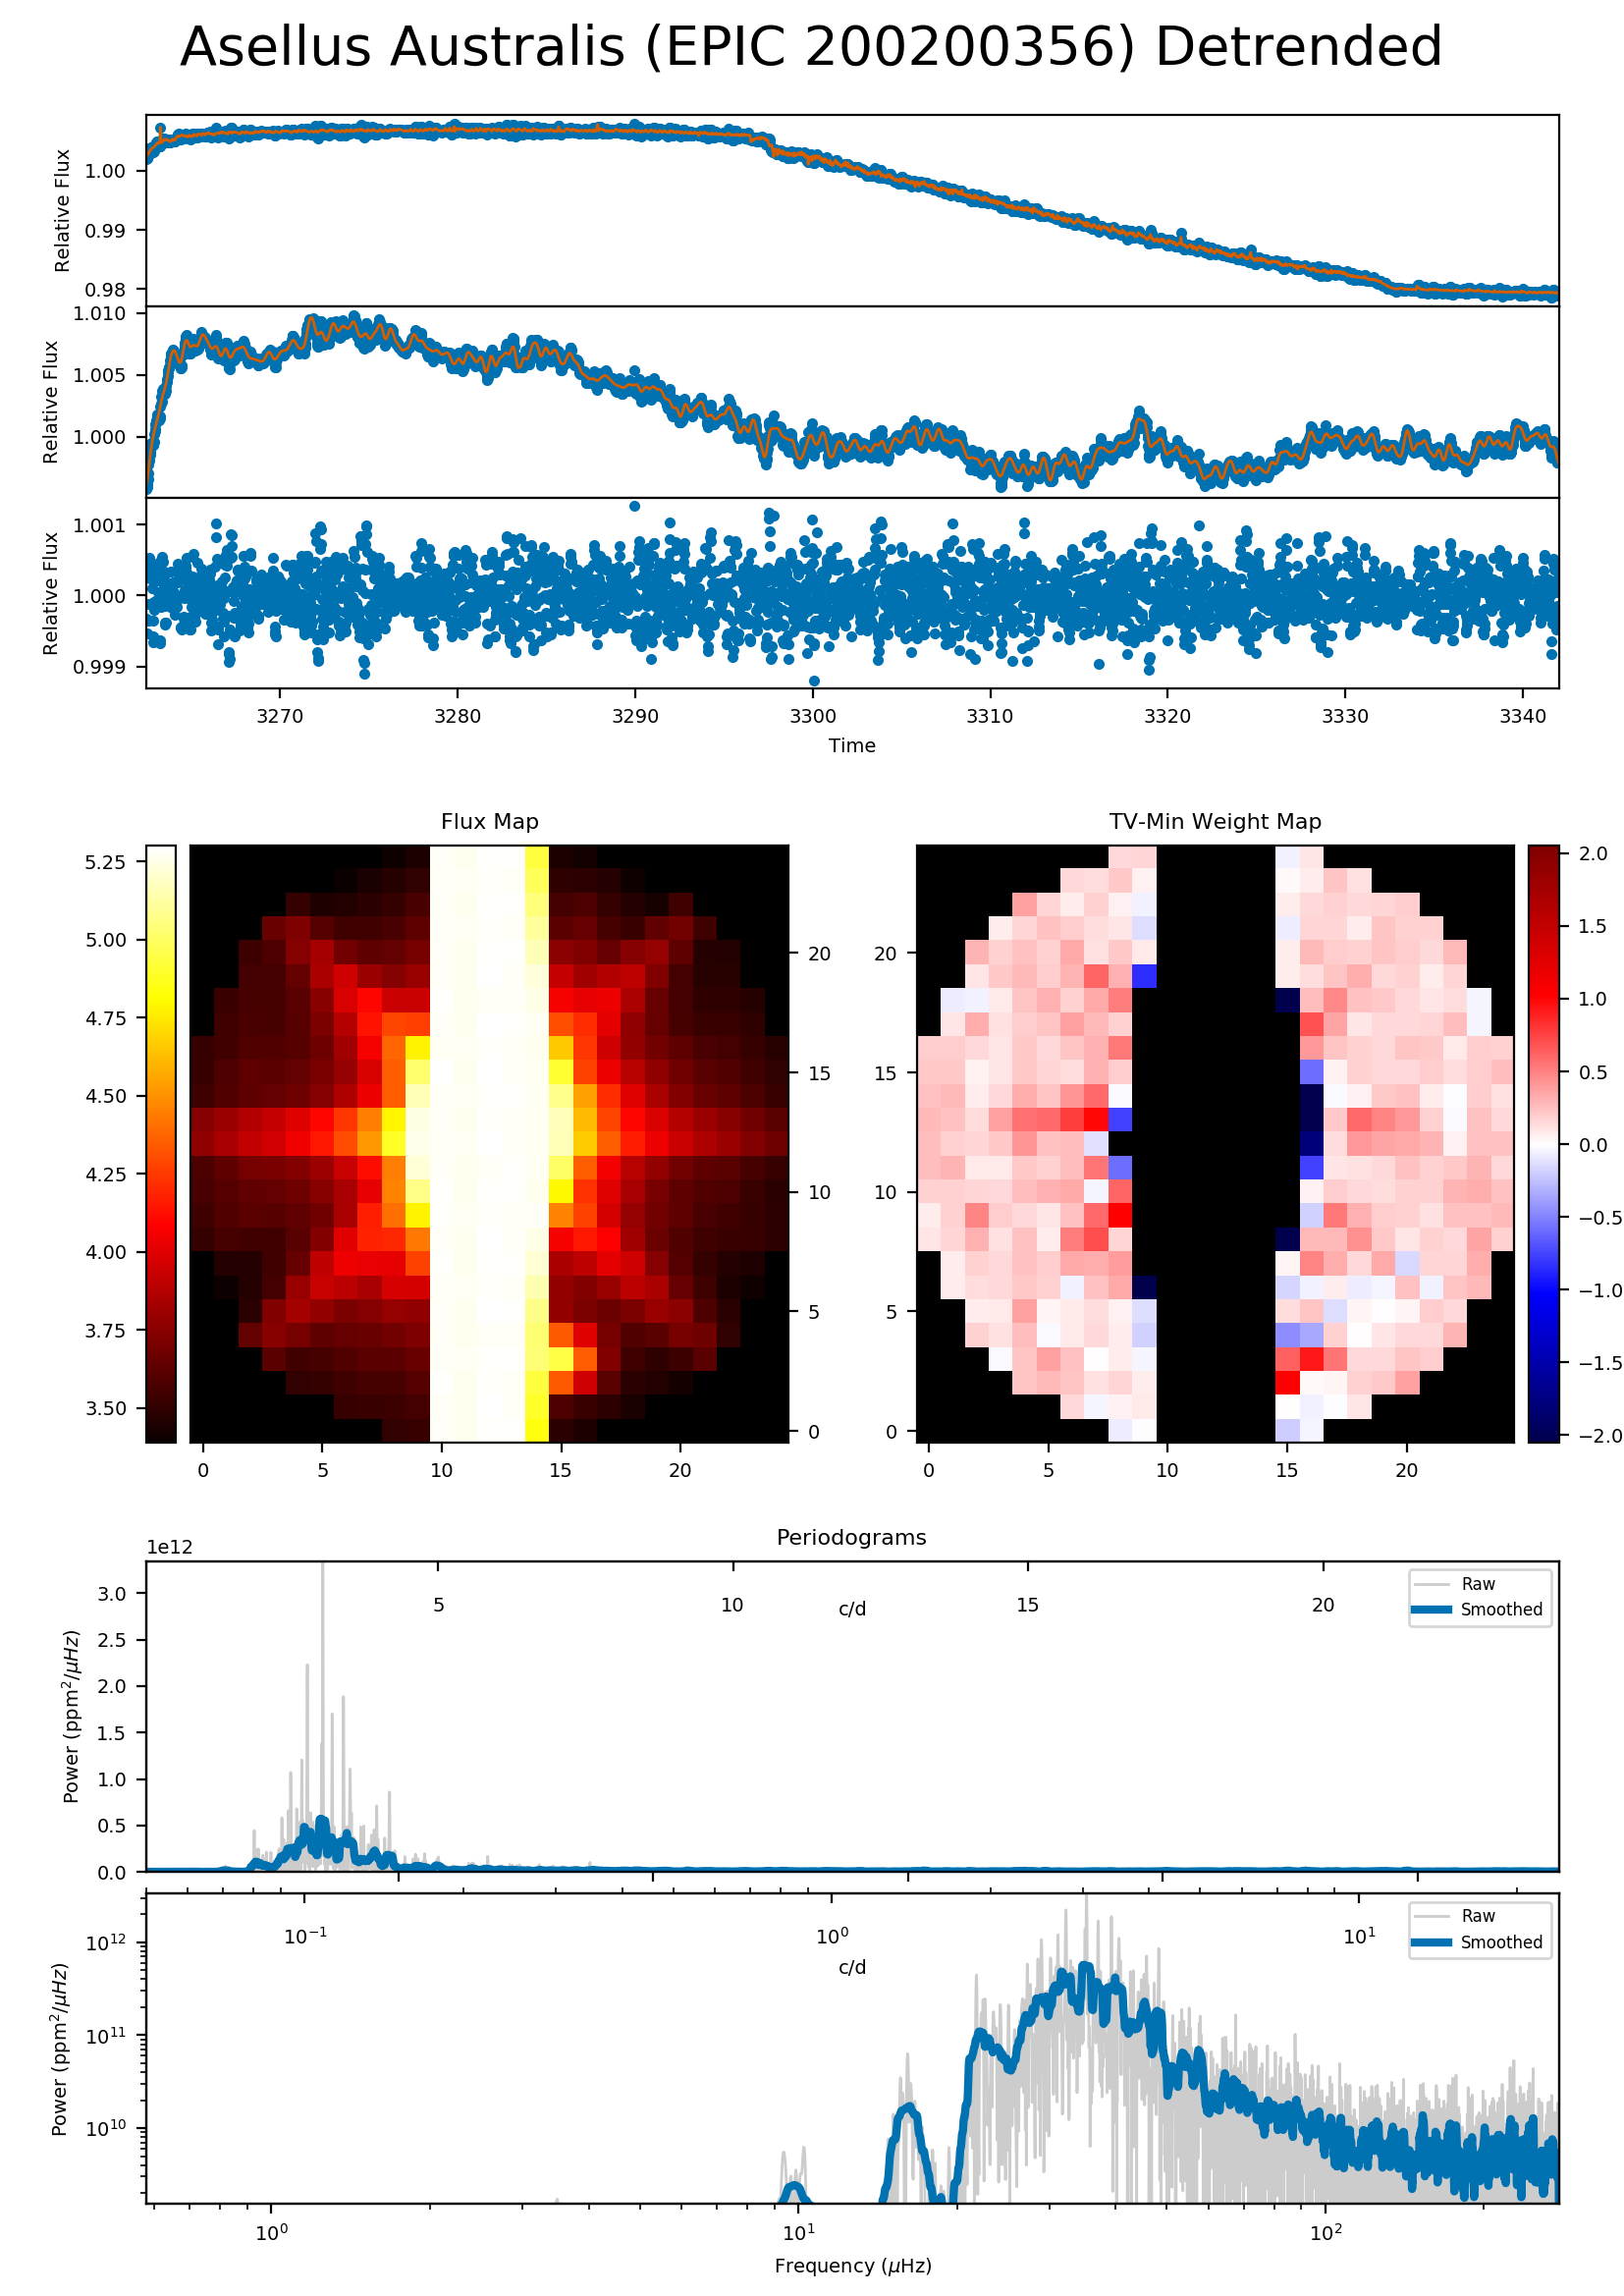 Asellus Australis (EPIC 200200356) Detrended
Relative Flux
1.00
0.99
0.98
Relative Flux
1.010
1.005
1.000
Relative Flux
1.001
1.000
0.999
3270 3280 3290 3300 3310 3320 3330 3340
Time
Flux Map
5.25
5.00
4.75
4.50
4.25
4.00
3.75
3.50
20
15
10
5
0
0 5 10 15 20
TV-Min Weight Map
20
15
10
5
0
0 5 10 15 20
2.0
1.5
1.0
0.5
0.0
−0.5
−1.0
−1.5
−2.0
Periodograms
1e12
Power (ppm²/μHz)
3.0
2.5
2.0
1.5
1.0
0.5
0.0
5 10 15 20
c/d
Raw
Smoothed
Power (ppm²/μHz)
10¹²
10¹¹
10¹⁰
10⁻¹ 10⁰ 10¹
c/d
Raw
Smoothed
10⁰ 10¹ 10²
Frequency (μHz)